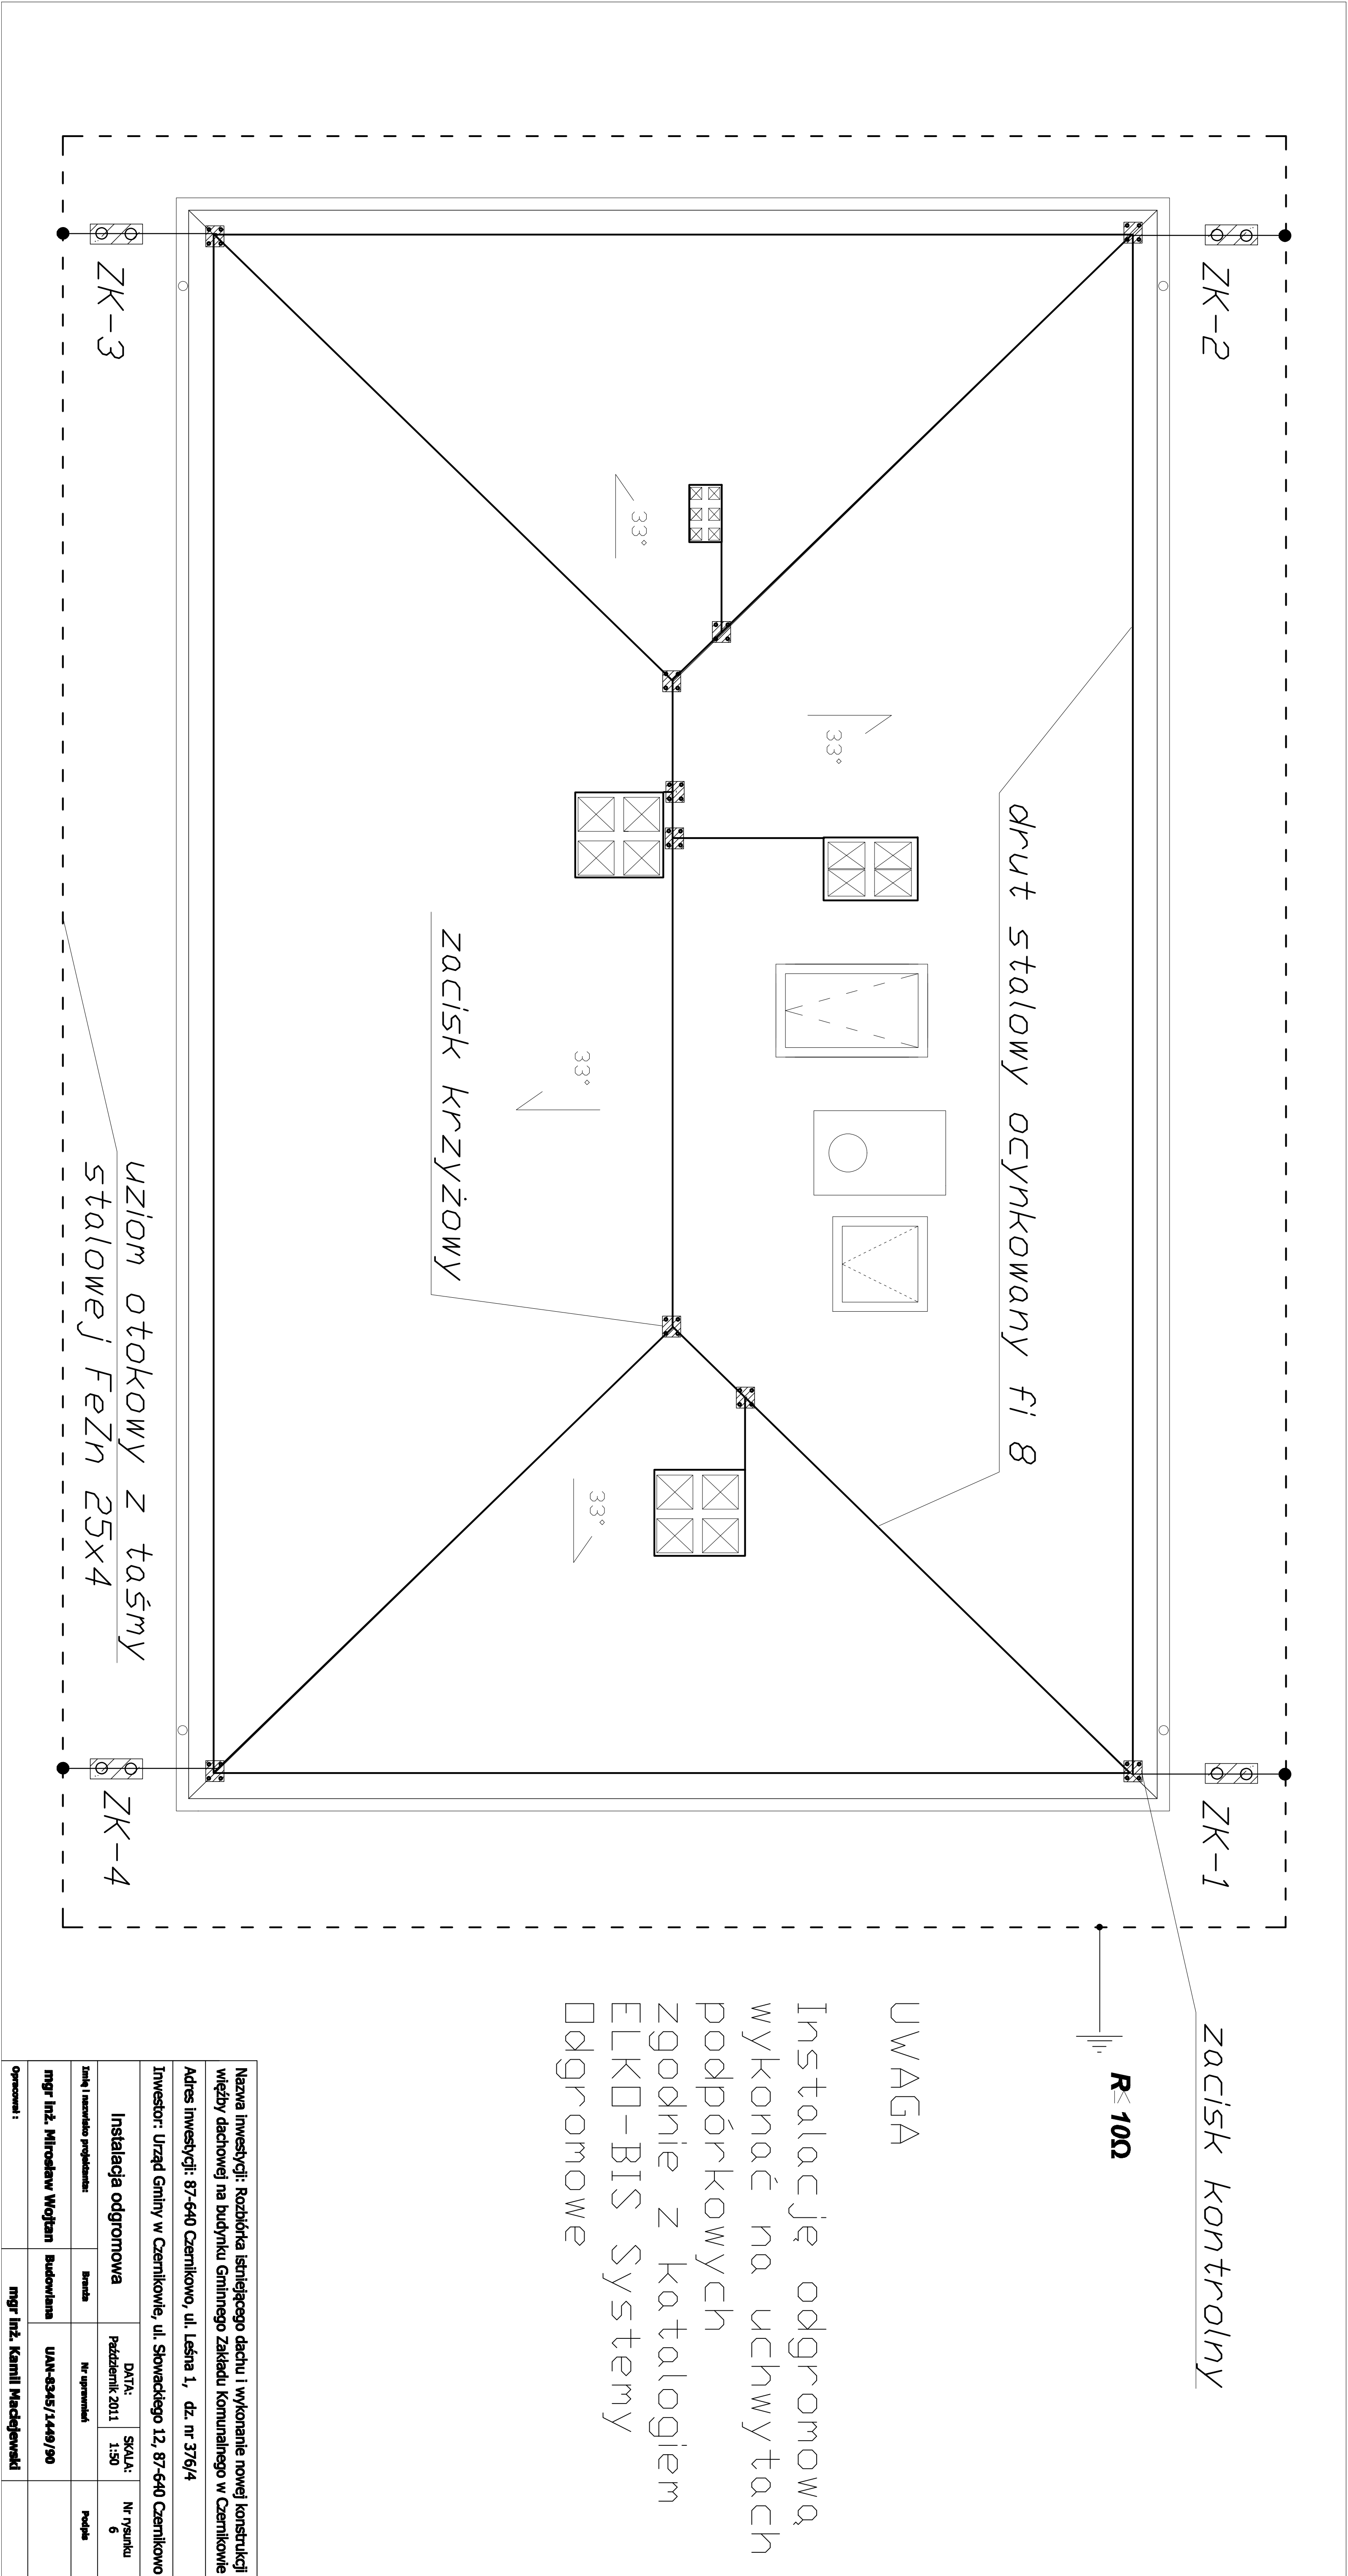 ZK-2
ZK-1
zacisk kontrolny
R≤ 10Ω
drut stalowy ocynkowany fi 8
33°
33°
33°
33°
zacisk krzyżowy
ZK-3
ZK-4
uziom otokowy z taśmy
stalowej FeZn 25x4
UWAGA
Instalację odgromową
wykonać na uchwytach
podpórkowych
zgodnie z katalogiem
ELKO-BIS Systemy
Odgromowe
Nazwa inwestycji: Rozbiórka istniejącego dachu i wykonanie nowej konstrukcji
więźby dachowej na budynku Gminnego Zakładu Komunalnego w Czernikowie
Adres inwestycji: 87-640 Czernikowo, ul. Leśna 1, dz. nr 376/4
Inwestor: Urząd Gminy w Czernikowie, ul. Słowackiego 12, 87-640 Czernikowo
Instalacja odgromowa
DATA:
Październik 2011
SKALA:
1:50
Nr rysunku
6
Imię i nazwisko projektanta: Branża Nr uprawnień Podpis
mgr inż. Mirosław Wojtan Budowlana UAN-8345/1449/90
Opracował : mgr inż. Kamil Maciejewski